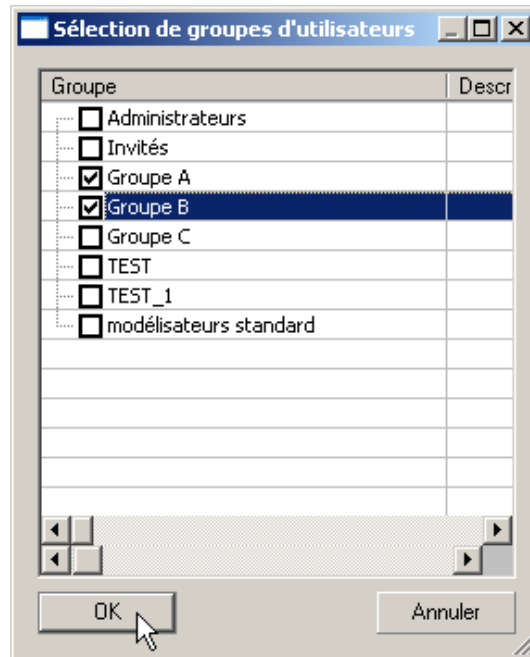 Sélection de groupes d'utilisateurs
Groupe Descr
Administrateurs
Invités
Groupe A
Groupe B
Groupe C
TEST
TEST_1
modélisateurs standard
OK Annuler